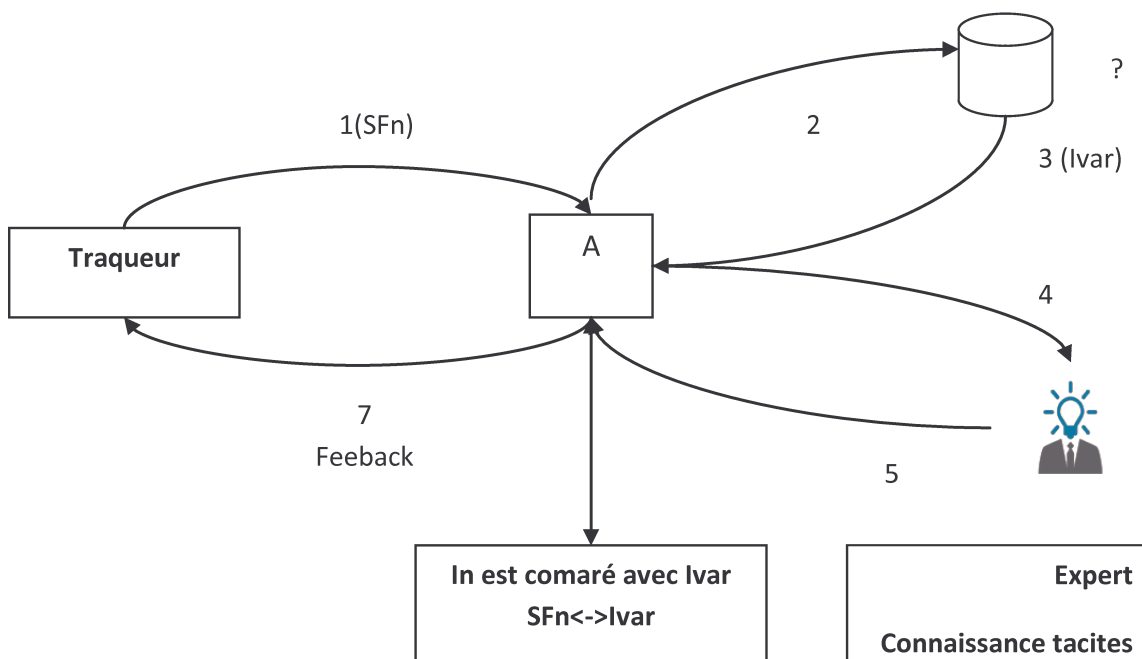 ?
1(SFn)
2
3 (Ivar)
Traqueur
A
4
7
Feeback
5
In est comaré avec Ivar
SFn<->Ivar
Expert
Connaissance tacites